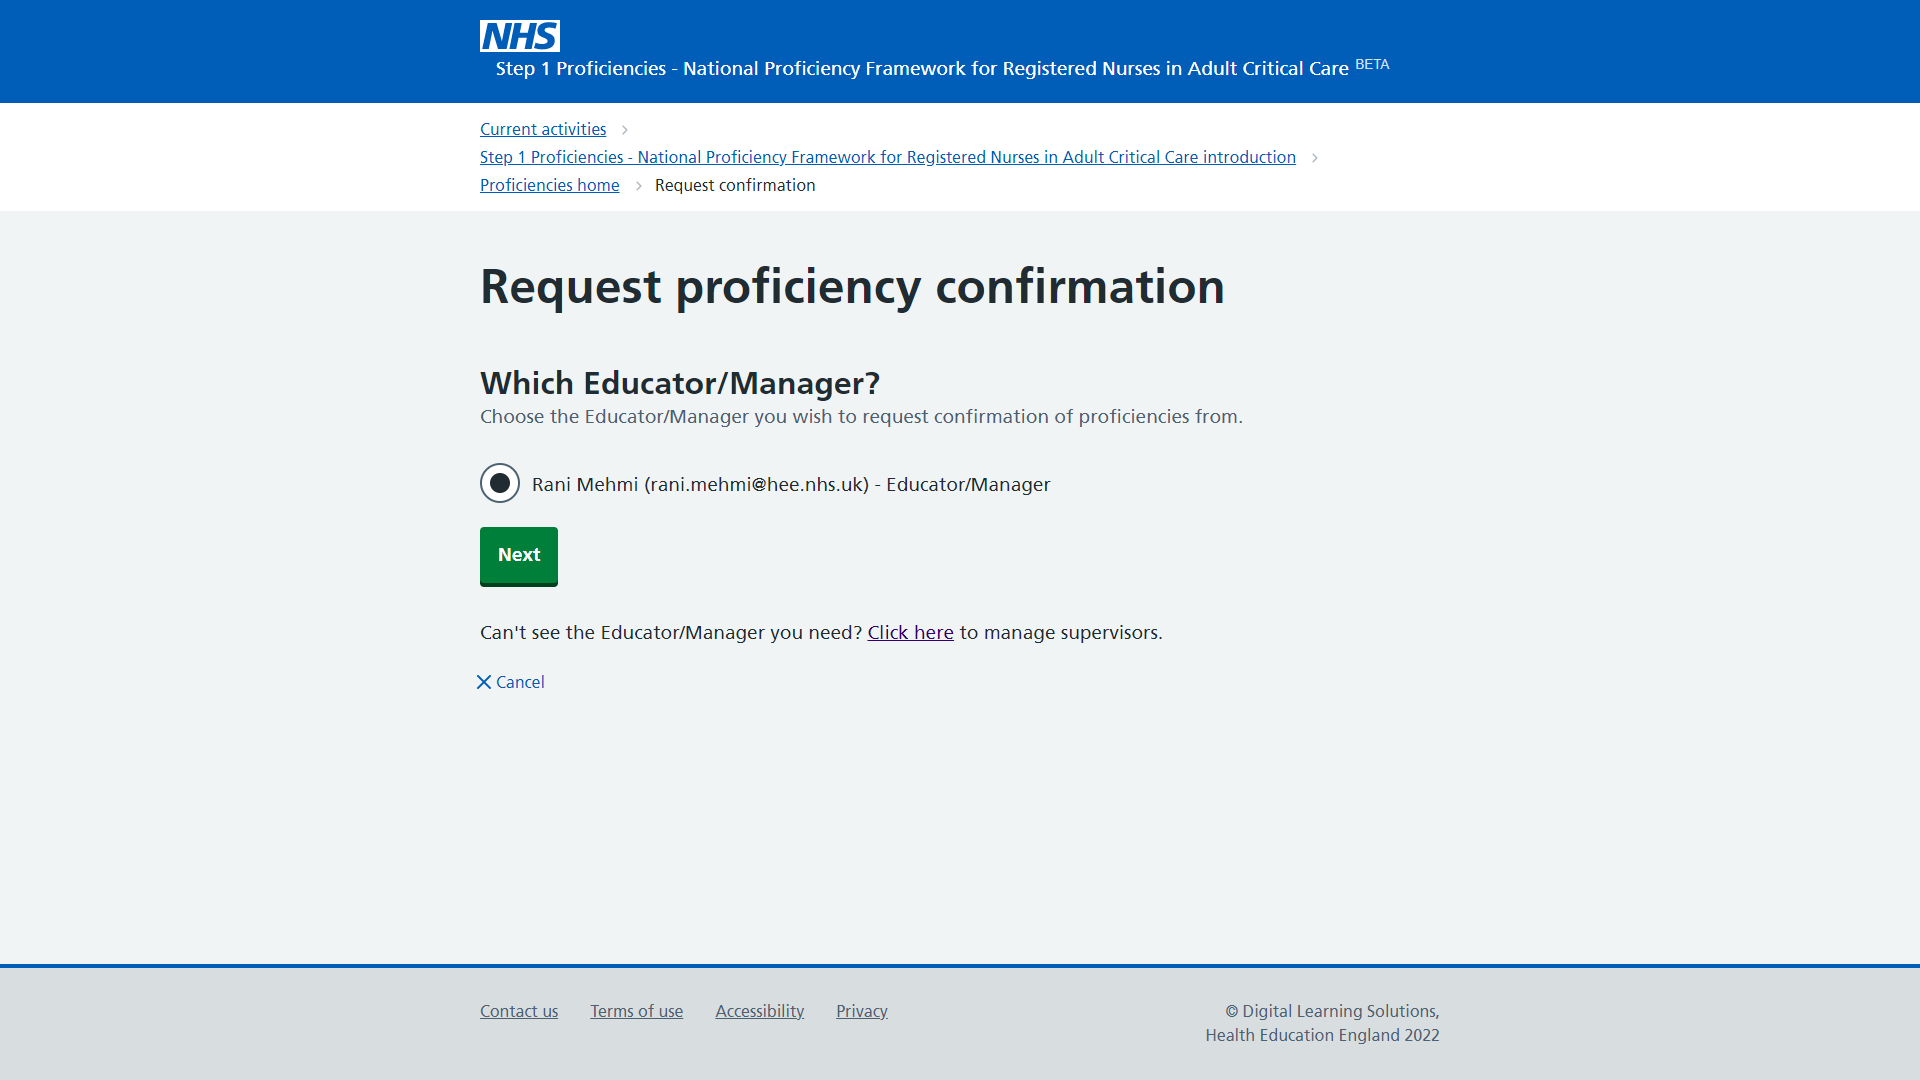 NHS
Step 1 Proficiencies - National Proficiency Framework for Registered Nurses in Adult Critical Care BETA
Current activities
Step 1 Proficiencies - National Proficiency Framework for Registered Nurses in Adult Critical Care introduction
Proficiencies home Request confirmation
Request proficiency confirmation
Which Educator/Manager?
Choose the Educator/Manager you wish to request confirmation of proficiencies from.
Rani Mehmi (rani.mehmi@hee.nhs.uk) - Educator/Manager
Next
Can't see the Educator/Manager you need? Click here to manage supervisors.
Cancel
Contact us Terms of use Accessibility Privacy
© Digital Learning Solutions,
Health Education England 2022